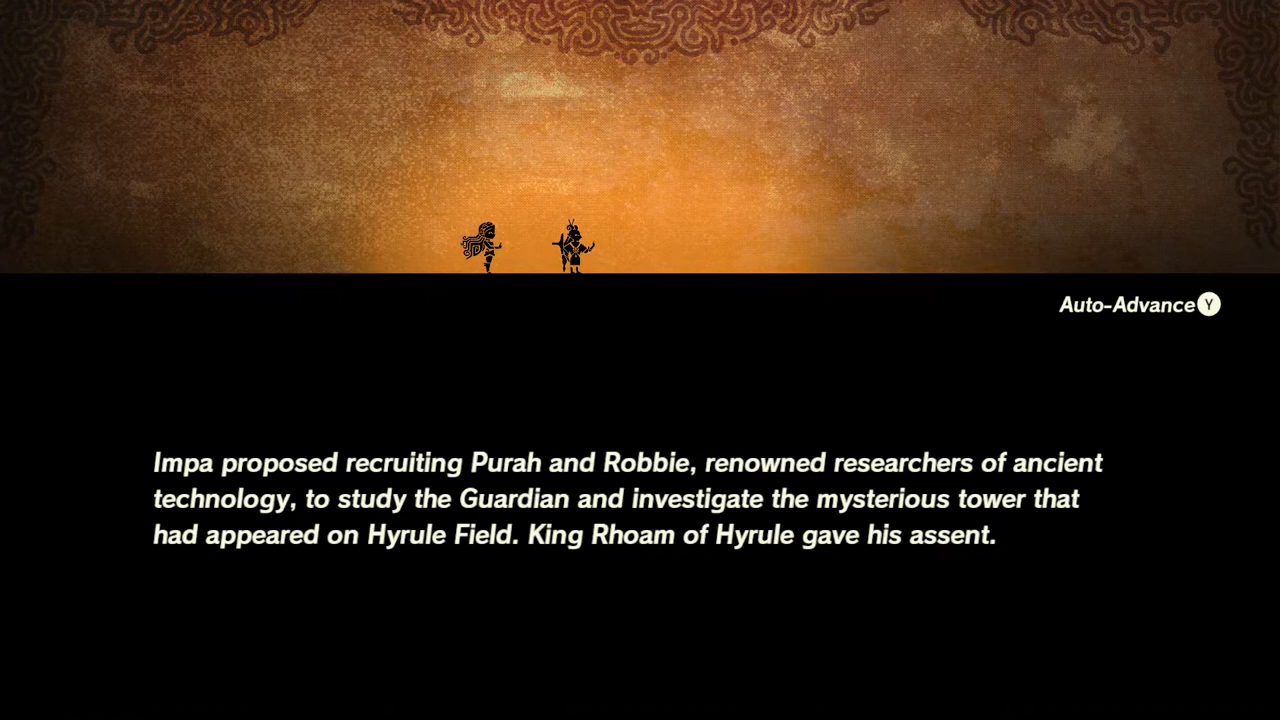 Auto-Advance Y
Impa proposed recruiting Purah and Robbie, renowned researchers of ancient
technology, to study the Guardian and investigate the mysterious tower that
had appeared on Hyrule Field. King Rhoam of Hyrule gave his assent.